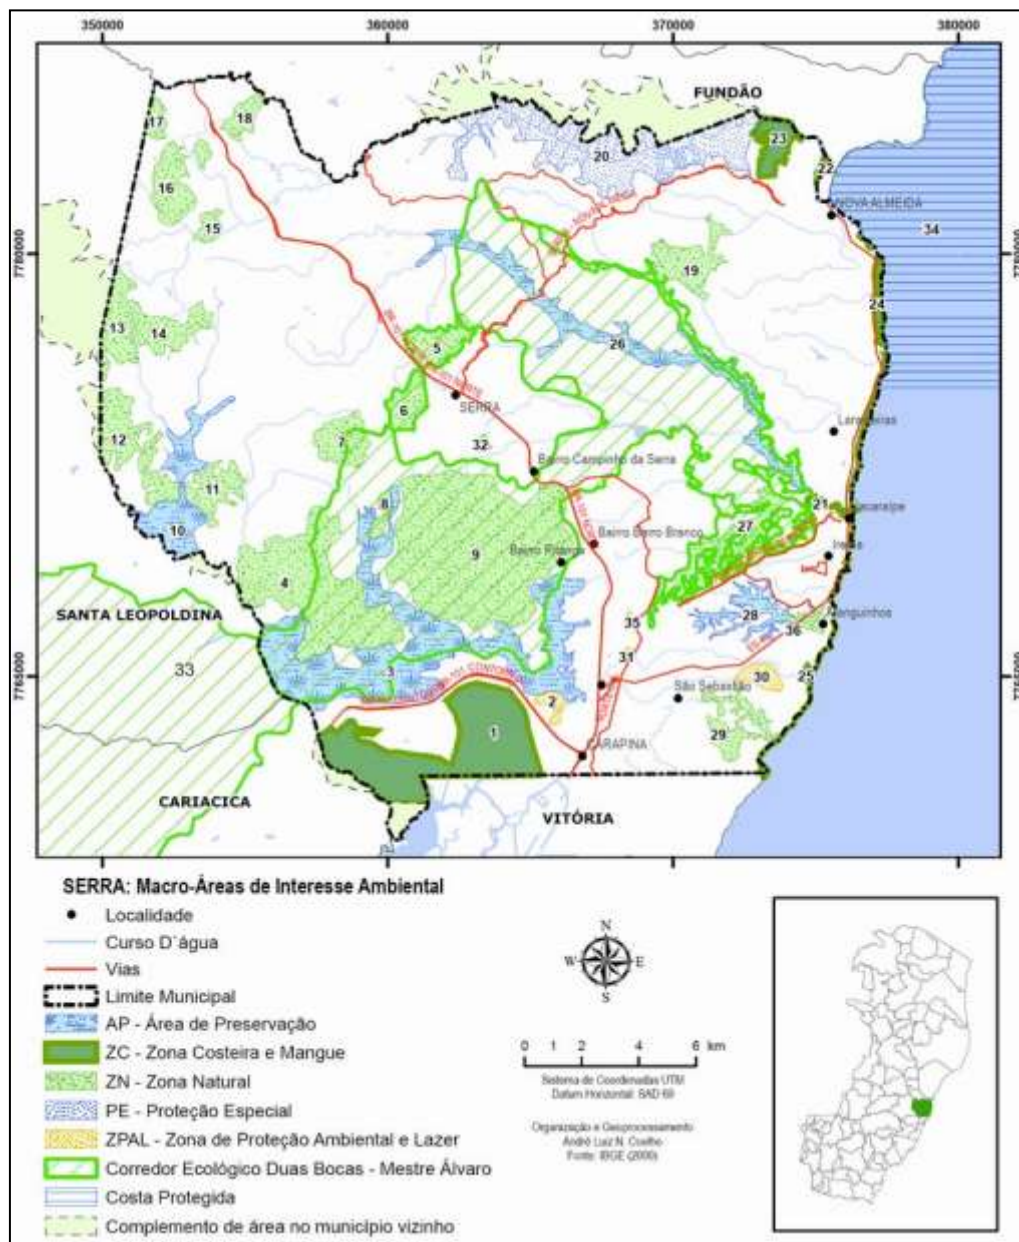 350000
360000
370000
380000
FUNDÃO
23
18
17
20
22
16
NOVA ALMEIDA
15
34
7780000
7780000
19
24
13
14
26
5
SERRA
6
12
7
32
Bairro Campinho da Serra
11
21
8
27
10
9
Bairro Barro Branco
4
SANTA LEOPOLDINA
28
Manguinhos
35
36
33
31
3
7765000
7765000
30
25
São Sebastião
2
1
29
CARAPINA
CARIACICA
VITÓRIA
SERRA: Macro-Áreas de Interesse Ambiental
Localidade
Curso D`água
Vias
Limite Municipal
AP - Área de Preservação
ZC - Zona Costeira e Mangue
ZN - Zona Natural
PE - Proteção Especial
ZPAL - Zona de Proteção Ambiental e Lazer
Corredor Ecológico Duas Bocas - Mestre Álvaro
Costa Protegida
Complemento de área no município vizinho
N
W E
S
0 2 4 6 km
Sistema de Coordenadas UTM
Datum Horizontal: SAD 69
Organização e Geoprocessamento
André Luiz N. Coelho
Fonte: IBGE (2000)